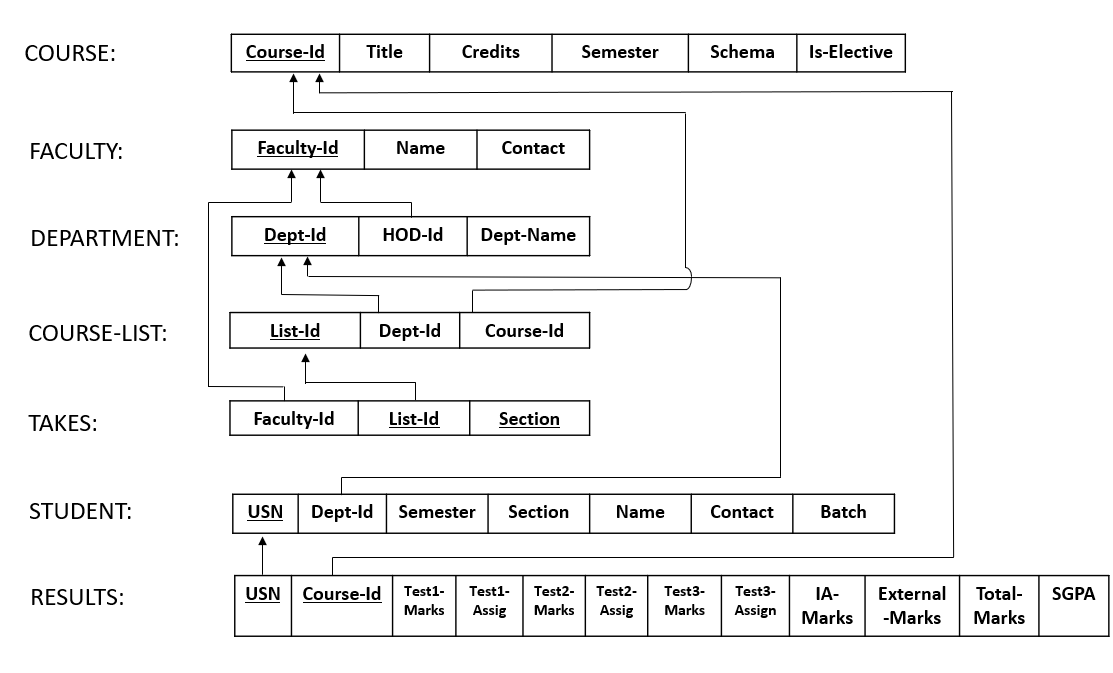 COURSE: Course-Id Title Credits Semester Schema Is-Elective
FACULTY: Faculty-Id Name Contact
DEPARTMENT: Dept-Id HOD-Id Dept-Name
COURSE-LIST: List-Id Dept-Id Course-Id
TAKES: Faculty-Id List-Id Section
STUDENT: USN Dept-Id Semester Section Name Contact Batch
RESULTS: USN Course-Id Test1- Test1- Test2- Test2- Test3- Test3- IA- External Total- SGPA
Marks Assig Marks Assig Marks Assign Marks -Marks Marks